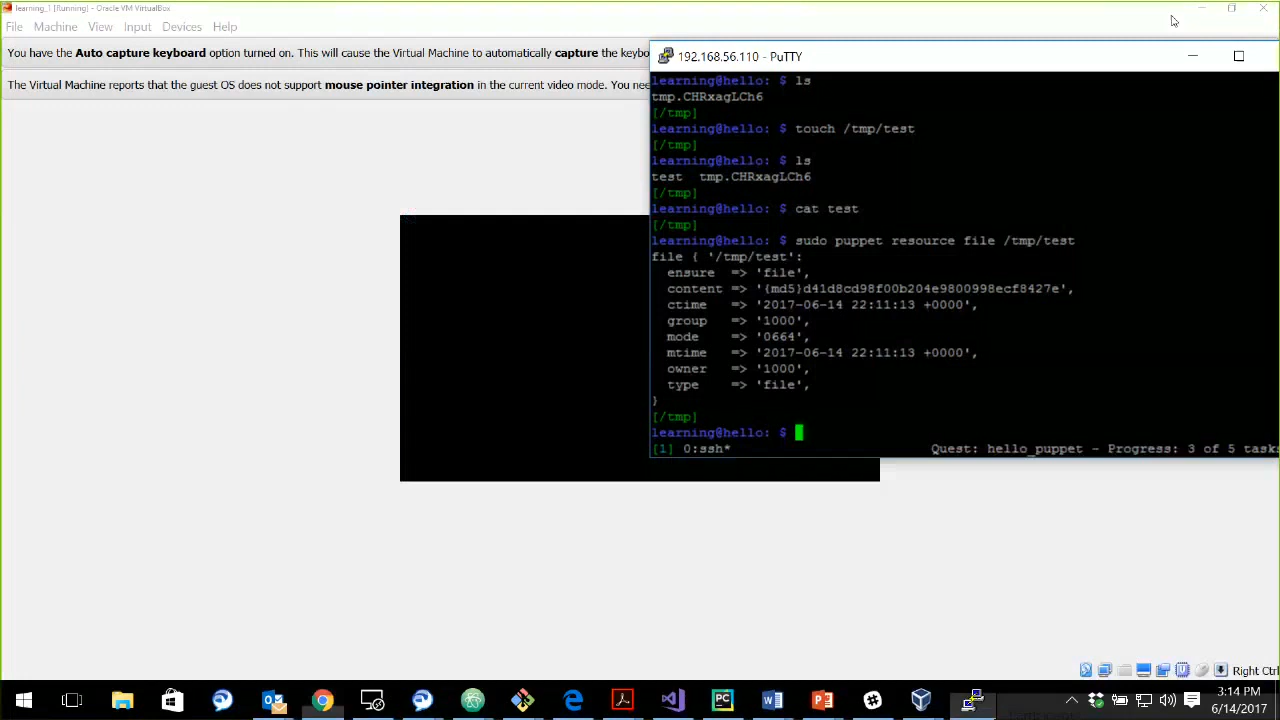 learning_1 [Running] - Oracle VM VirtualBox
File Machine View Input Devices Help
You have the Auto capture keyboard option turned on. This will cause the Virtual Machine to automatically capture the keybo
The Virtual Machine reports that the guest OS does not support mouse pointer integration in the current video mode. You nee
192.168.56.110 - PuTTY
learning@hello: $ ls
tmp.CHRxagLCh6
[/tmp]
learning@hello: $ touch /tmp/test
[/tmp]
learning@hello: $ ls
test tmp.CHRxagLCh6
[/tmp]
learning@hello: $ cat test
[/tmp]
learning@hello: $ sudo puppet resource file /tmp/test
file { '/tmp/test':
ensure => 'file',
content => '{md5}d41d8cd98f00b204e9800998ecf8427e',
ctime => '2017-06-14 22:11:13 +0000',
group => '1000',
mode => '0664',
mtime => '2017-06-14 22:11:13 +0000',
owner => '1000',
type => 'file',
}
[/tmp]
learning@hello: $
[1] 0:ssh* Quest: hello_puppet - Progress: 3 of 5 tasks
Right Ctrl
3:14 PM
6/14/2017